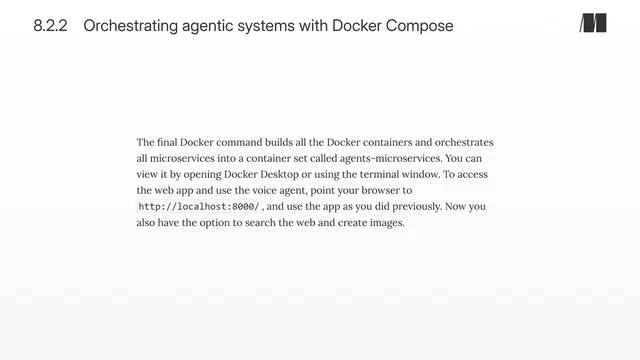 8.2.2 Orchestrating agentic systems with Docker Compose
The final Docker command builds all the Docker containers and orchestrates
all microservices into a container set called agents-microservices. You can
view it by opening Docker Desktop or using the terminal window. To access
the web app and use the voice agent, point your browser to
http://localhost:8000/ , and use the app as you did previously. Now you
also have the option to search the web and create images.